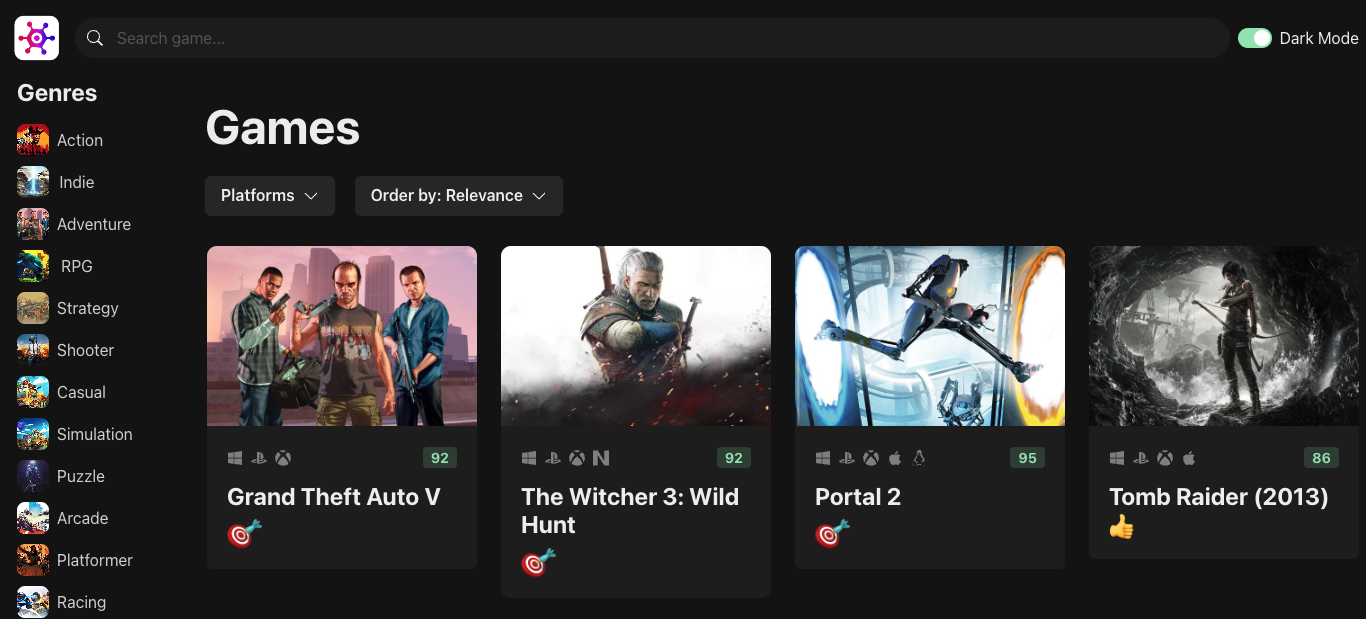 Search game...
Dark Mode
Genres
Action
Indie
Adventure
RPG
Strategy
Shooter
Casual
Simulation
Puzzle
Arcade
Platformer
Racing
Games
Platforms
Order by: Relevance
92
Grand Theft Auto V
92
The Witcher 3: Wild
Hunt
95
Portal 2
86
Tomb Raider (2013)